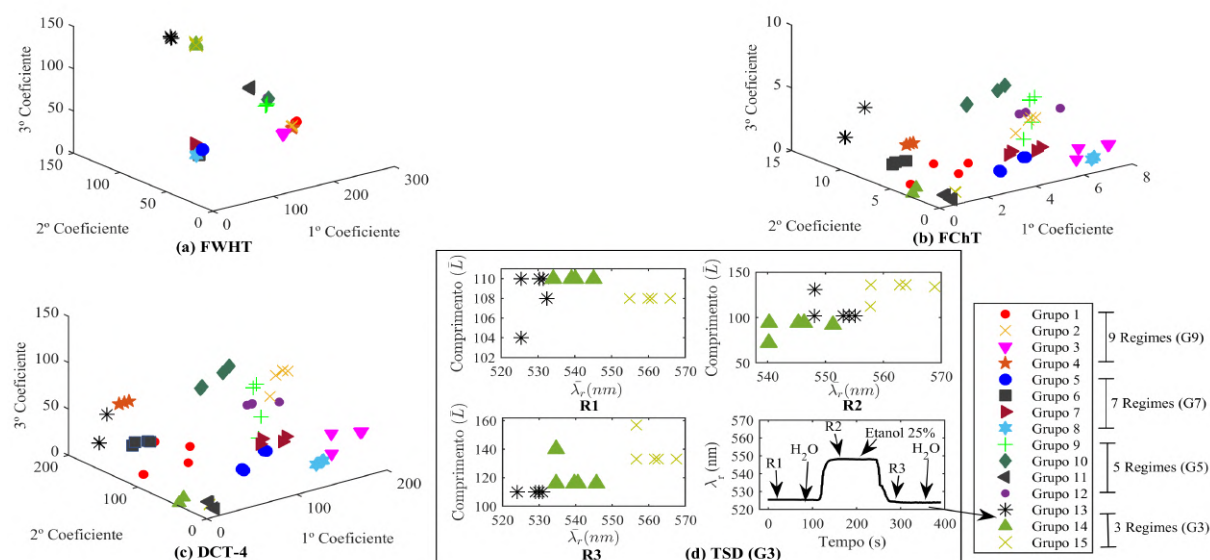 150
100
50
0
3º Coeficiente
150
100
50
0
2º Coeficiente
0
100
200
300
1º Coeficiente
(a) FWHT
10
5
0
3º Coeficiente
15
10
5
0
2º Coeficiente
0
2
4
6
8
1º Coeficiente
(b) FChT
150
100
50
0
3º Coeficiente
200
100
0
2º Coeficiente
0
100
200
1º Coeficiente
(c) DCT-4
Comprimento (L̄)
110
108
106
104
102
520 530 540 550 560 570
λ̄r(nm)
R1
Comprimento (L̄)
150
100
50
540 550 560 570
λ̄r(nm)
R2
Comprimento (L̄)
160
140
120
100
524 530 540 550 560 570
λ̄r(nm)
R3
λr (nm)
570
560
550
540
530
520
R1
H₂O
R2
Etanol 25%
R3
H₂O
0 100 200 300 400
Tempo (s)
(d) TSD (G3)
Grupo 1
Grupo 2
Grupo 3
Grupo 4
Grupo 5
Grupo 6
Grupo 7
Grupo 8
Grupo 9
Grupo 10
Grupo 11
Grupo 12
Grupo 13
Grupo 14
Grupo 15
9 Regimes (G9)
7 Regimes (G7)
5 Regimes (G5)
3 Regimes (G3)